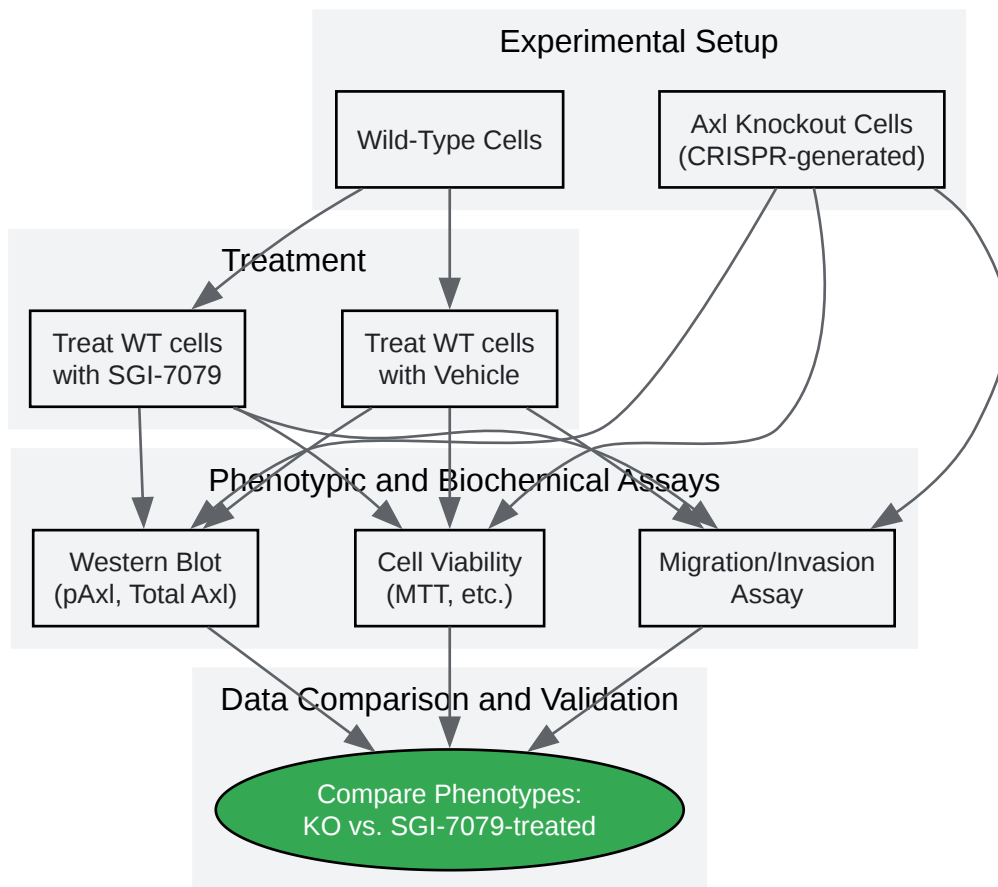 Experimental Setup
Wild-Type Cells
Axl Knockout Cells
(CRISPR-generated)
Treatment
Treat WT cells
with SGI-7079
Treat WT cells
with Vehicle
Phenotypic and Biochemical Assays
Western Blot
(pAxl, Total Axl)
Cell Viability
(MTT, etc.)
Migration/Invasion
Assay
Data Comparison and Validation
Compare Phenotypes:
KO vs. SGI-7079-treated